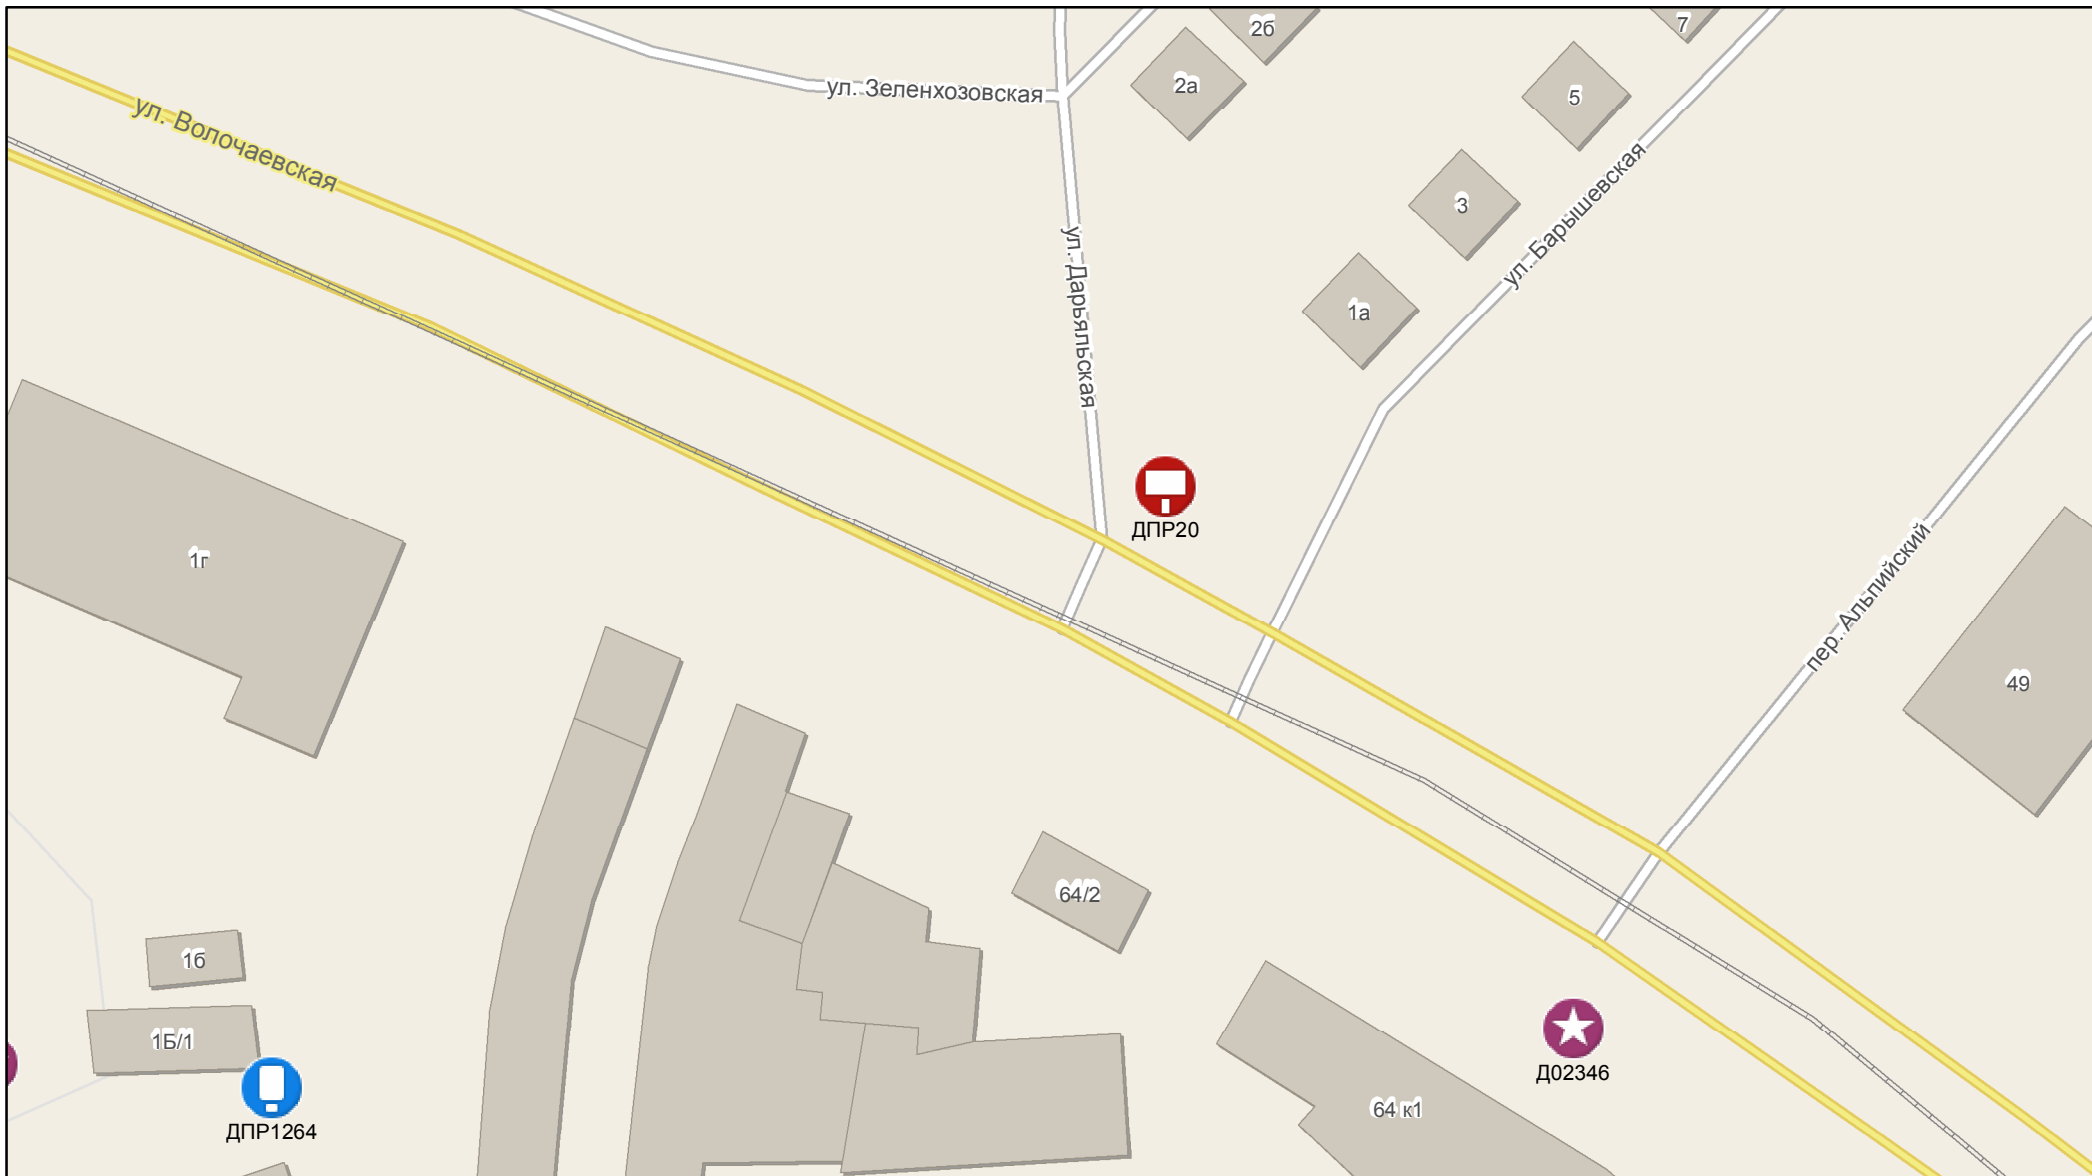 7
2б
2а
ул. Зеленхозовская
5
ул. Волочаевская
3
ул. Барышевская
ул. Дарьяльская
1а
ДПР20
1г
пер. Альпийский
49
64/2
1б
1Б/1
Д02346
64 к1
ДПР1264